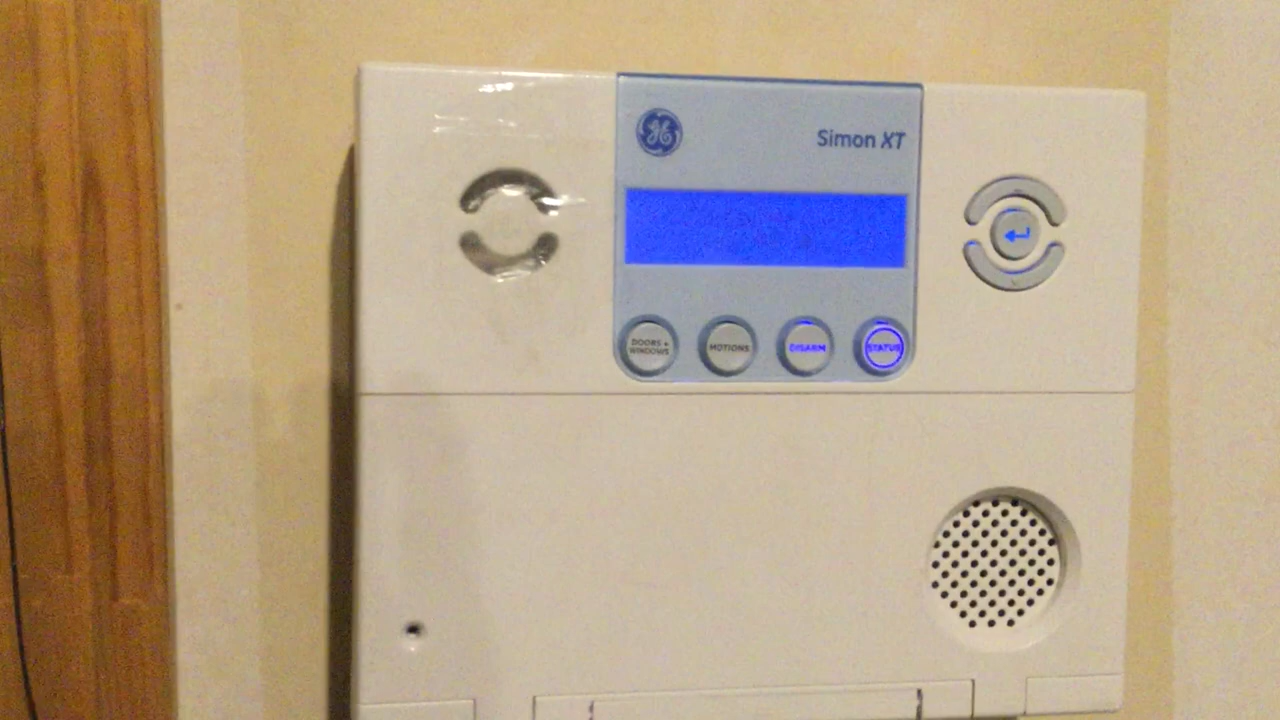 GE
Simon XT
DOORS +
WINDOWS
MOTIONS
DISARM
STATUS